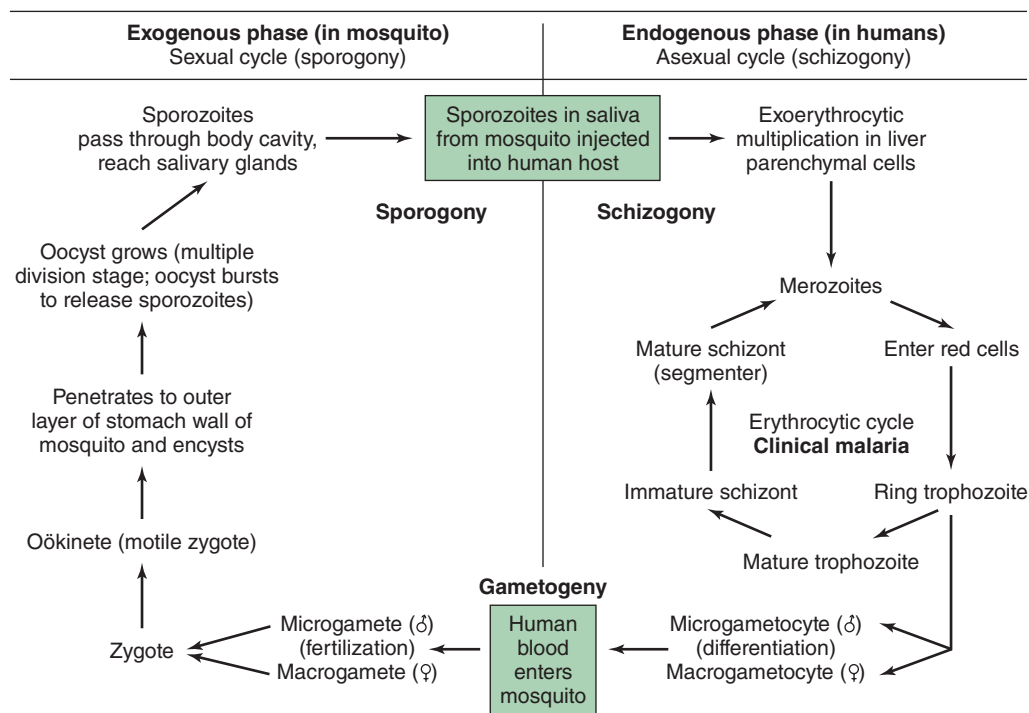 Exogenous phase (in mosquito)
Sexual cycle (sporogony)
Endogenous phase (in humans)
Asexual cycle (schizogony)
Sporozoites
pass through body cavity,
reach salivary glands
Sporozoites in saliva
from mosquito injected
into human host
Exoerythrocytic
multiplication in liver
parenchymal cells
Sporogony
Schizogony
Oocyst grows (multiple
division stage; oocyst bursts
to release sporozoites)
Merozoites
Mature schizont
(segmenter)
Enter red cells
Penetrates to outer
layer of stomach wall of
mosquito and encysts
Erythrocytic cycle
Clinical malaria
Immature schizont
Ring trophozoite
Oökinete (motile zygote)
Mature trophozoite
Gametogeny
Zygote
Microgamete (♂)
(fertilization)
Macrogamete (♀)
Human
blood
enters
mosquito
Microgametocyte (♂)
(differentiation)
Macrogametocyte (♀)